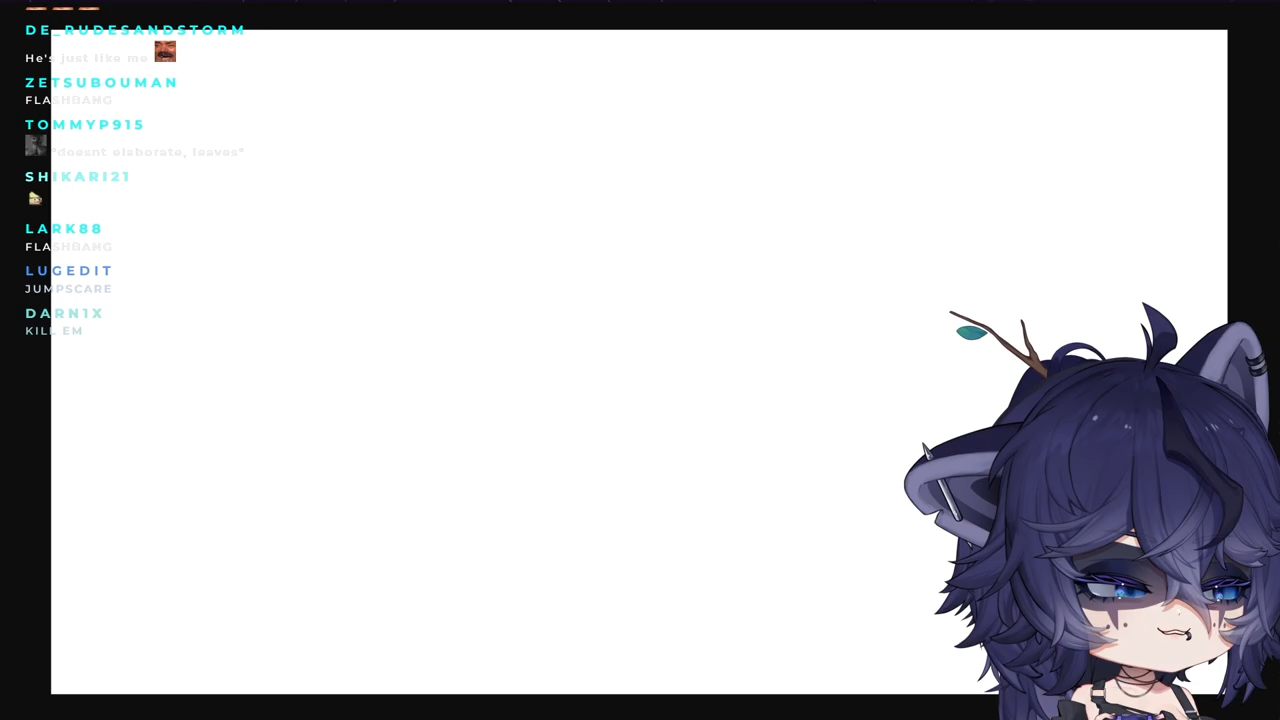 DE_RUDESANDSTORM
He's just like me
ZETSUBOUMAN
FLASHBANG
TOMMYP915
*doesnt elaborate, leaves*
SHIKARI21
LARK88
FLASHBANG
LUGEDIT
JUMPSCARE
DARN1X
KILL EM